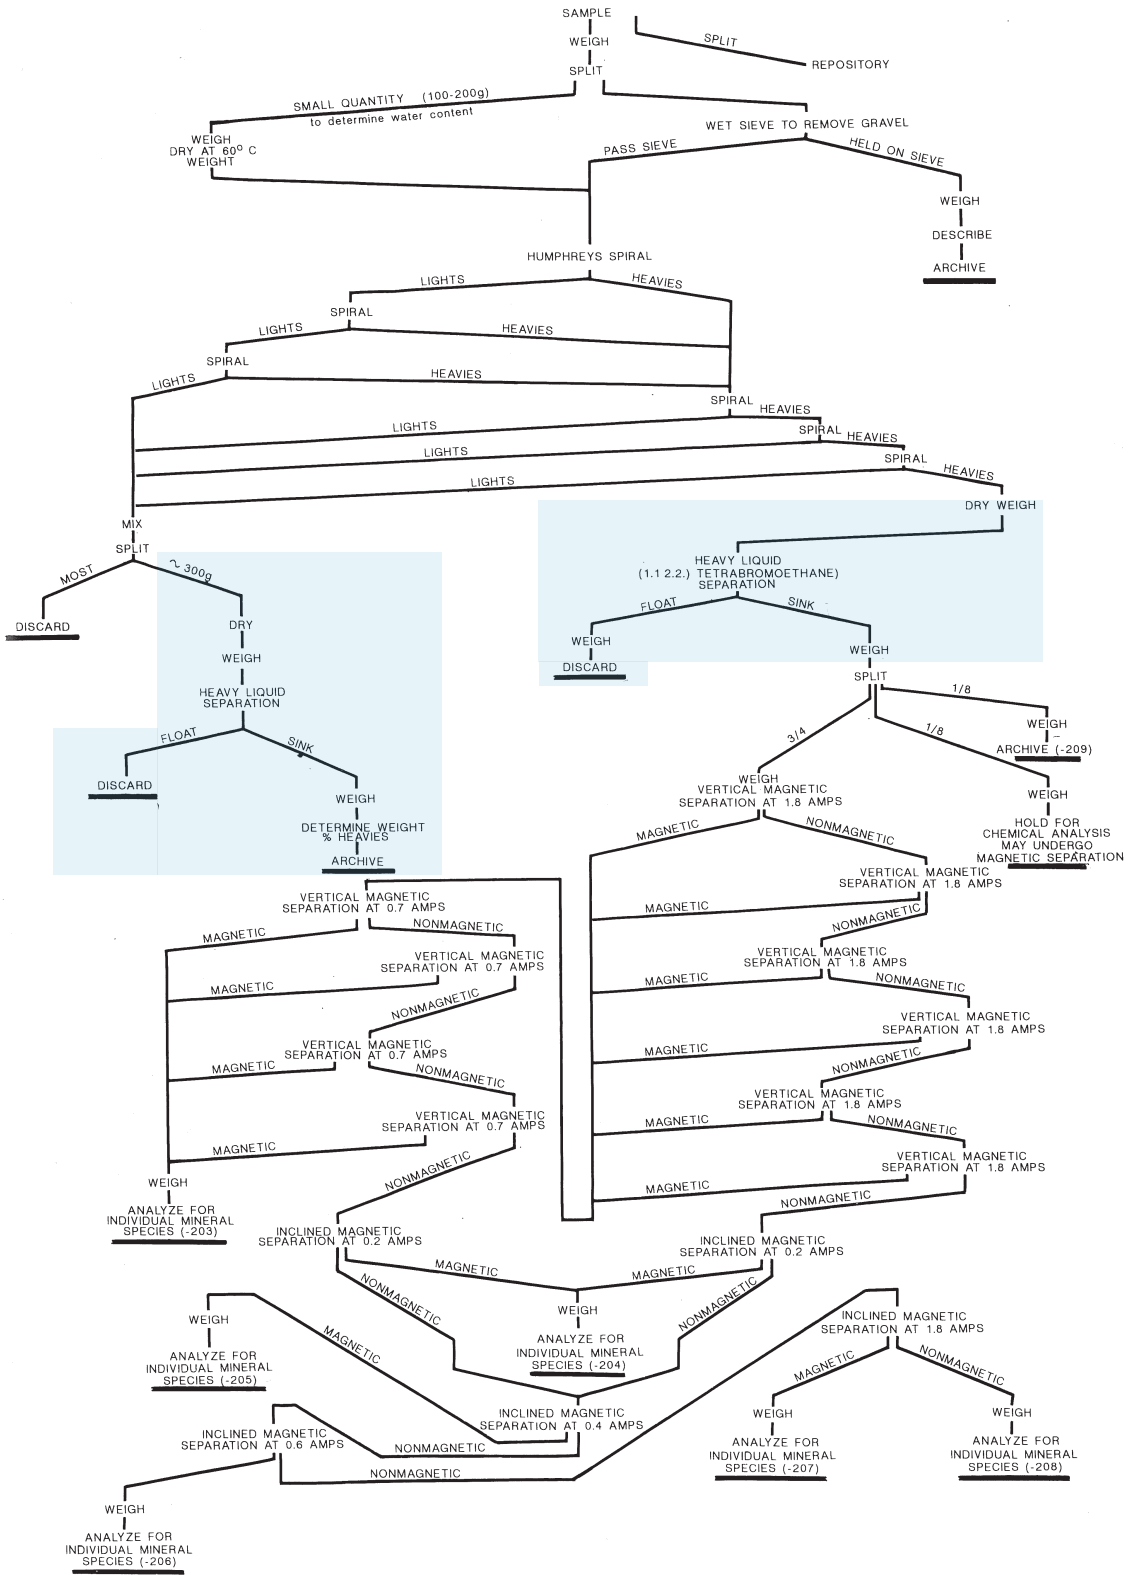 SAMPLE
WEIGH
SPLIT
SPLIT
REPOSITORY
SMALL QUANTITY (100-200g)
to determine water content
WEIGH
DRY AT 60° C
WEIGHT
WET SIEVE TO REMOVE GRAVEL
PASS SIEVE
HELD ON SIEVE
WEIGH
DESCRIBE
ARCHIVE
HUMPHREYS SPIRAL
LIGHTS
HEAVIES
SPIRAL
LIGHTS
HEAVIES
SPIRAL
LIGHTS
HEAVIES
SPIRAL
HEAVIES
LIGHTS
SPIRAL
HEAVIES
LIGHTS
SPIRAL
HEAVIES
LIGHTS
DRY WEIGH
MIX
SPLIT
MOST
~ 300g
DISCARD
DRY
WEIGH
HEAVY LIQUID
SEPARATION
FLOAT
SINK
DISCARD
WEIGH
DETERMINE WEIGHT
% HEAVIES
ARCHIVE
HEAVY LIQUID
(1.1 2.2.) TETRABROMOETHANE)
SEPARATION
FLOAT
SINK
WEIGH
DISCARD
WEIGH
SPLIT
1/8
WEIGH
ARCHIVE (-209)
1/8
WEIGH
HOLD FOR
CHEMICAL ANALYSIS
MAY UNDERGO
MAGNETIC SEPARATION
3/4
WEIGH
VERTICAL MAGNETIC
SEPARATION AT 1.8 AMPS
MAGNETIC
NONMAGNETIC
VERTICAL MAGNETIC
SEPARATION AT 1.8 AMPS
MAGNETIC
NONMAGNETIC
VERTICAL MAGNETIC
SEPARATION AT 1.8 AMPS
MAGNETIC
NONMAGNETIC
VERTICAL MAGNETIC
SEPARATION AT 1.8 AMPS
MAGNETIC
NONMAGNETIC
VERTICAL MAGNETIC
SEPARATION AT 1.8 AMPS
MAGNETIC
NONMAGNETIC
VERTICAL MAGNETIC
SEPARATION AT 1.8 AMPS
MAGNETIC
NONMAGNETIC
INCLINED MAGNETIC
SEPARATION AT 0.2 AMPS
MAGNETIC
NONMAGNETIC
VERTICAL MAGNETIC
SEPARATION AT 0.7 AMPS
MAGNETIC
NONMAGNETIC
VERTICAL MAGNETIC
SEPARATION AT 0.7 AMPS
MAGNETIC
NONMAGNETIC
VERTICAL MAGNETIC
SEPARATION AT 0.7 AMPS
MAGNETIC
NONMAGNETIC
VERTICAL MAGNETIC
SEPARATION AT 0.7 AMPS
MAGNETIC
NONMAGNETIC
WEIGH
ANALYZE FOR
INDIVIDUAL MINERAL
SPECIES (-203)
INCLINED MAGNETIC
SEPARATION AT 0.2 AMPS
MAGNETIC
NONMAGNETIC
WEIGH
ANALYZE FOR
INDIVIDUAL MINERAL
SPECIES (-204)
WEIGH
ANALYZE FOR
INDIVIDUAL MINERAL
SPECIES (-205)
MAGNETIC
INCLINED MAGNETIC
SEPARATION AT 0.4 AMPS
NONMAGNETIC
INCLINED MAGNETIC
SEPARATION AT 0.6 AMPS
NONMAGNETIC
WEIGH
ANALYZE FOR
INDIVIDUAL MINERAL
SPECIES (-206)
INCLINED MAGNETIC
SEPARATION AT 1.8 AMPS
MAGNETIC
NONMAGNETIC
WEIGH
ANALYZE FOR
INDIVIDUAL MINERAL
SPECIES (-207)
WEIGH
ANALYZE FOR
INDIVIDUAL MINERAL
SPECIES (-208)